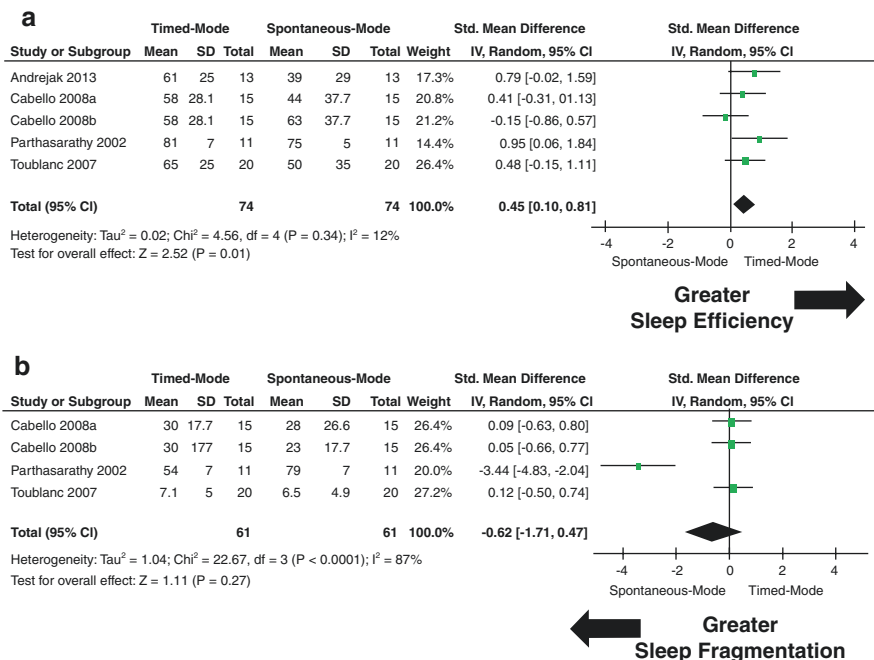 a
Timed-Mode Spontaneous-Mode Std. Mean Difference Std. Mean Difference
Study or Subgroup Mean SD Total Mean SD Total Weight IV, Random, 95% CI IV, Random, 95% CI
Andrejak 2013 61 25 13 39 29 13 17.3% 0.79 [-0.02, 1.59]
Cabello 2008a 58 28.1 15 44 37.7 15 20.8% 0.41 [-0.31, 01.13]
Cabello 2008b 58 28.1 15 63 37.7 15 21.2% -0.15 [-0.86, 0.57]
Parthasarathy 2002 81 7 11 75 5 11 14.4% 0.95 [0.06, 1.84]
Toublanc 2007 65 25 20 50 35 20 26.4% 0.48 [-0.15, 1.11]
Total (95% CI) 74 74 100.0% 0.45 [0.10, 0.81]
Heterogeneity: Tau² = 0.02; Chi² = 4.56, df = 4 (P = 0.34); I² = 12%
Test for overall effect: Z = 2.52 (P = 0.01)
-4 -2 0 2 4
Spontaneous-Mode Timed-Mode
Greater
Sleep Efficiency
b
Timed-Mode Spontaneous-Mode Std. Mean Difference Std. Mean Difference
Study or Subgroup Mean SD Total Mean SD Total Weight IV, Random, 95% CI IV, Random, 95% CI
Cabello 2008a 30 17.7 15 28 26.6 15 26.4% 0.09 [-0.63, 0.80]
Cabello 2008b 30 177 15 23 17.7 15 26.4% 0.05 [-0.66, 0.77]
Parthasarathy 2002 54 7 11 79 7 11 20.0% -3.44 [-4.83, -2.04]
Toublanc 2007 7.1 5 20 6.5 4.9 20 27.2% 0.12 [-0.50, 0.74]
Total (95% CI) 61 61 100.0% -0.62 [-1.71, 0.47]
Heterogeneity: Tau² = 1.04; Chi² = 22.67, df = 3 (P < 0.0001); I² = 87%
Test for overall effect: Z = 1.11 (P = 0.27)
-4 -2 0 2 4
Spontaneous-Mode Timed-Mode
Greater
Sleep Fragmentation